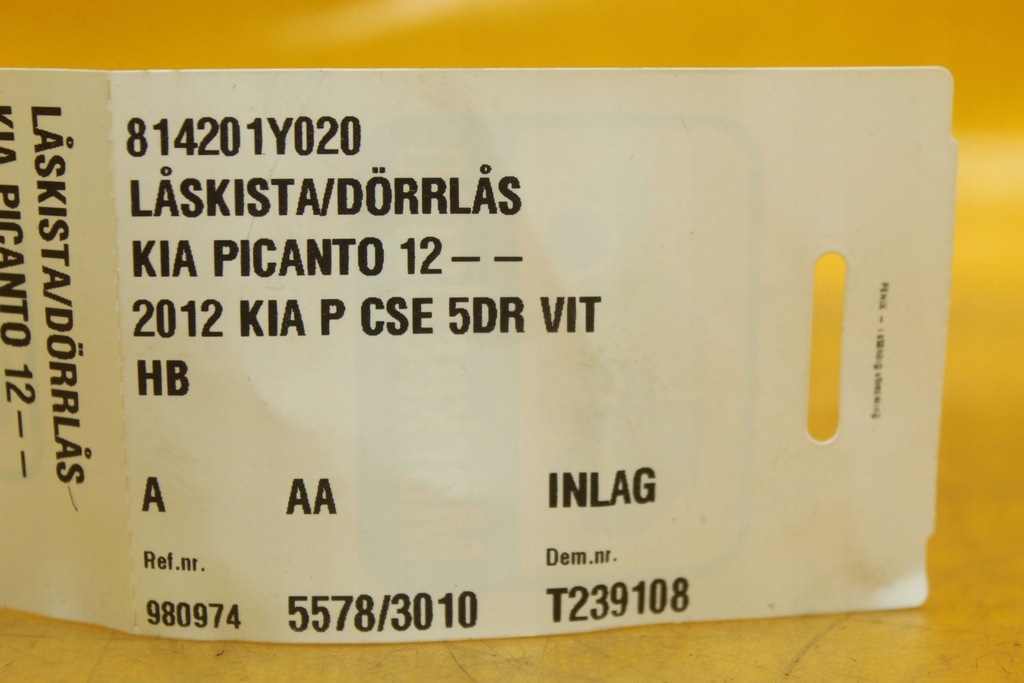 814201Y020
LÅSKISTA/DÖRRLÅS
KIA PICANTO 12 – –
2012 KIA P CSE 5DR VIT
HB
A AA INLAG
Ref.nr. Dem.nr.
980974 5578/3010 T239108
LÅSKISTA/DÖRRLÅS
KIA PICANTO 12 – –